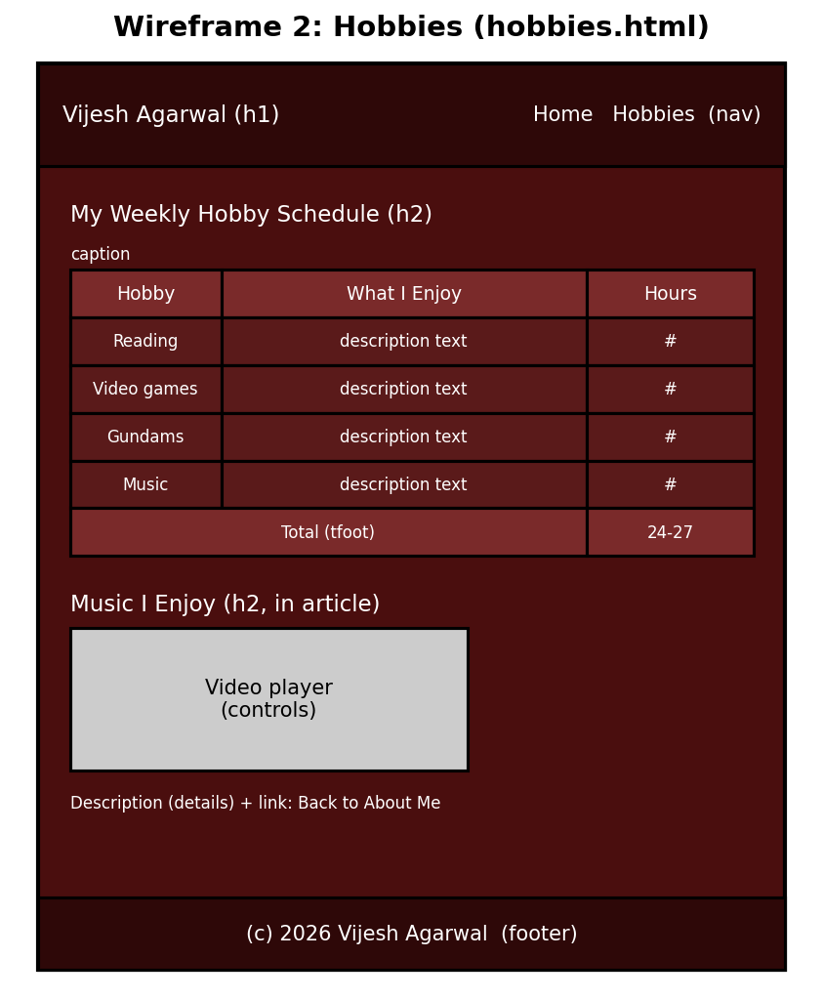 Wireframe 2: Hobbies (hobbies.html)
Vijesh Agarwal (h1)
Home Hobbies (nav)
My Weekly Hobby Schedule (h2)
caption
Hobby What I Enjoy Hours
Reading description text #
Video games description text #
Gundams description text #
Music description text #
Total (tfoot) 24-27
Music I Enjoy (h2, in article)
Video player
(controls)
Description (details) + link: Back to About Me
(c) 2026 Vijesh Agarwal (footer)